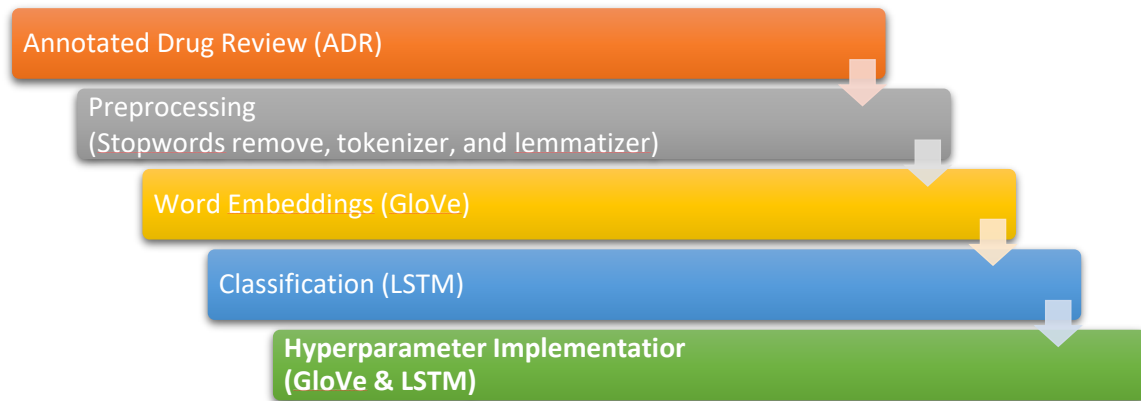 Annotated Drug Review (ADR)
Preprocessing
(Stopwords remove, tokenizer, and lemmatizer)
Word Embeddings (GloVe)
Classification (LSTM)
Hyperparameter Implementatior
(GloVe & LSTM)